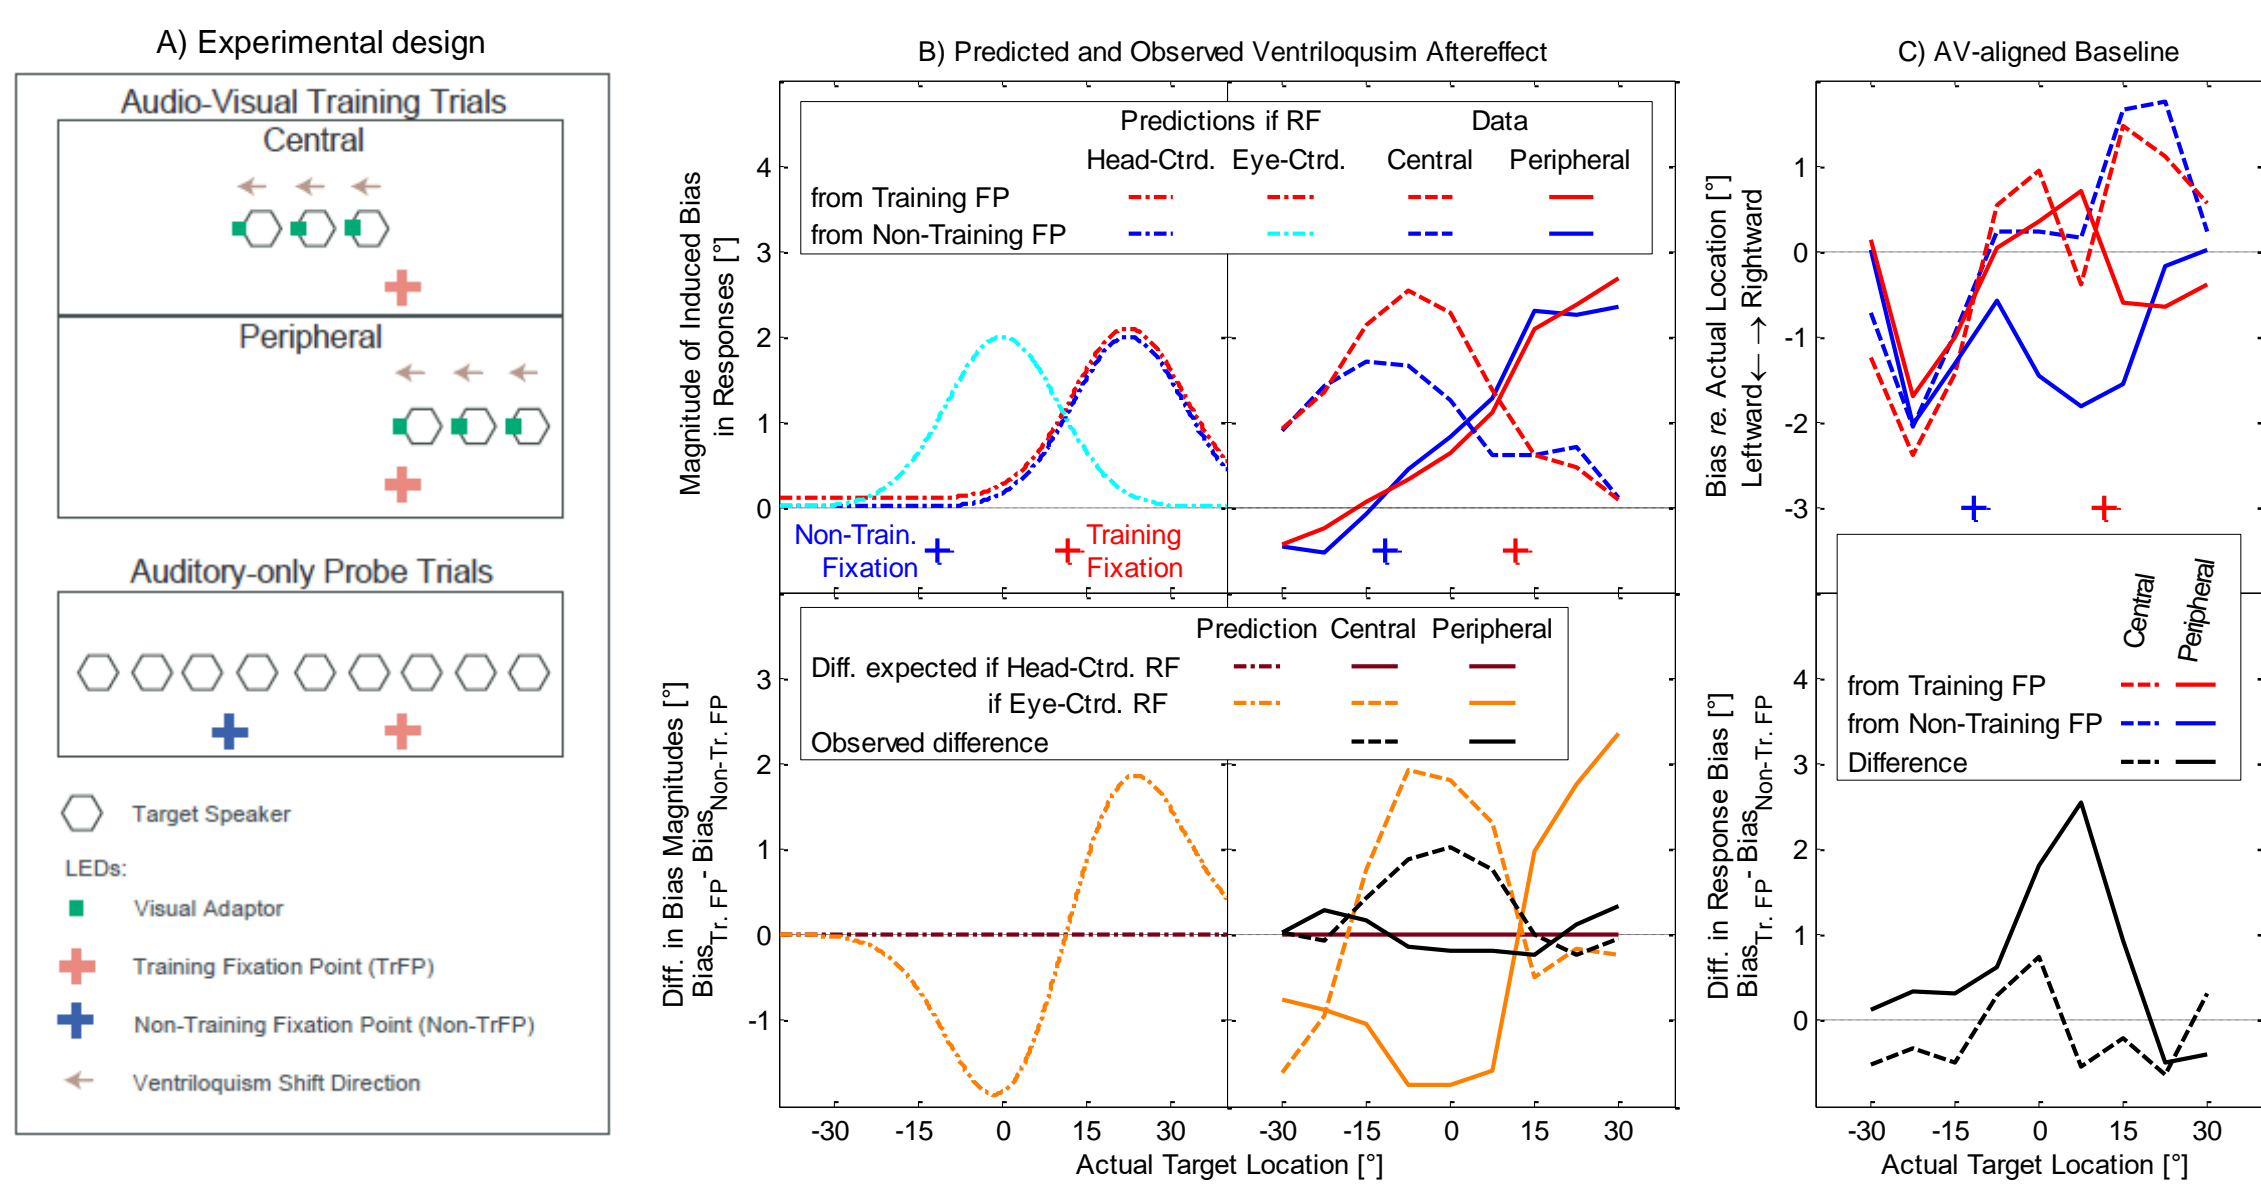 A) Experimental design
Audio-Visual Training Trials
Central
Peripheral
Auditory-only Probe Trials
Target Speaker
LEDs:
Visual Adaptor
Training Fixation Point (TrFP)
Non-Training Fixation Point (Non-TrFP)
Ventriloquism Shift Direction
B) Predicted and Observed Ventriloqusim Aftereffect
Predictions if RF Data
Head-Ctrd. Eye-Ctrd. Central Peripheral
from Training FP
from Non-Training FP
Magnitude of Induced Bias
in Responses [°]
4
3
2
1
0
Non-Train.
Fixation
Training
Fixation
Prediction Central Peripheral
Diff. expected if Head-Ctrd. RF
if Eye-Ctrd. RF
Observed difference
Diff. in Bias Magnitudes [°]
Bias Tr. FP - Bias Non-Tr. FP
3
2
1
0
-1
-30 -15 0 15 30 -30 -15 0 15 30
Actual Target Location [°]
C) AV-aligned Baseline
Bias re. Actual Location [°]
Leftward ← → Rightward
1
0
-1
-2
-3
Central
Peripheral
from Training FP
from Non-Training FP
Difference
Diff. in Response Bias [°]
Bias Tr. FP - Bias Non-Tr. FP
4
3
2
1
0
-30 -15 0 15 30
Actual Target Location [°]